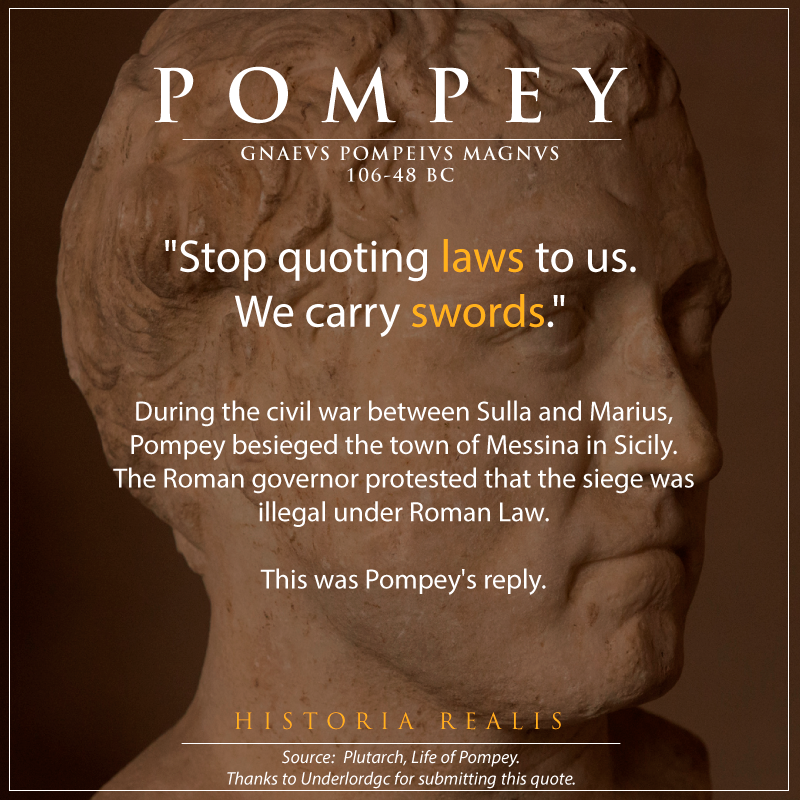 POMPEY
GNAEVS POMPEIVS MAGNVS
106-48 BC
"Stop quoting laws to us.
We carry swords."
During the civil war between Sulla and Marius,
Pompey besieged the town of Messina in Sicily.
The Roman governor protested that the siege was
illegal under Roman Law.
This was Pompey's reply.
HISTORIA REALIS
Source: Plutarch, Life of Pompey.
Thanks to Underlordgc for submitting this quote.